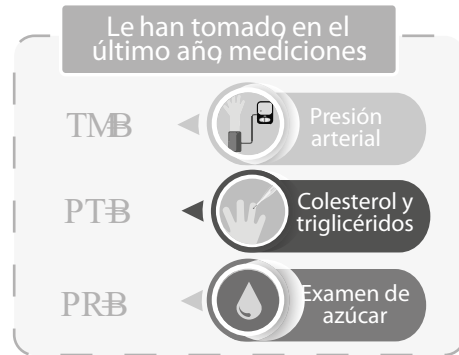 Le han tomado en el
último año mediciones
TMB
Presión
arterial
PTB
Colesterol y
triglicéridos
PRB
Examen de
azúcar